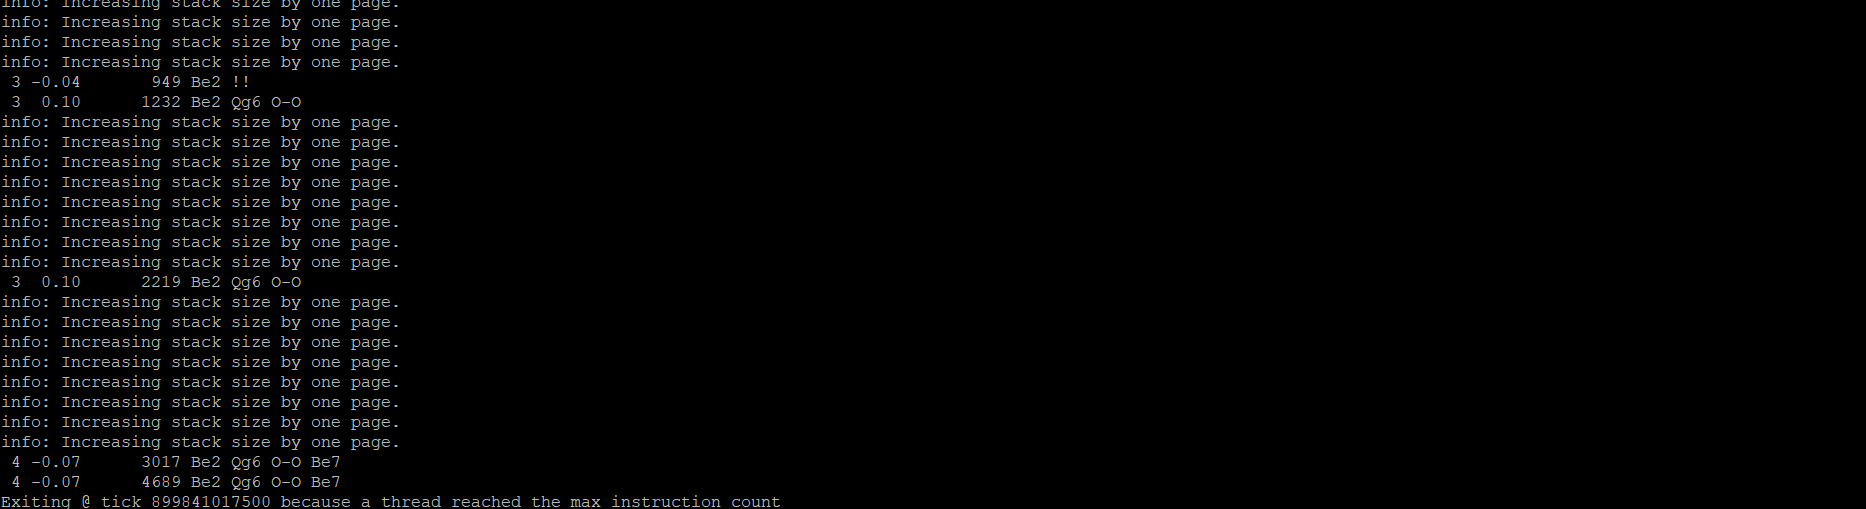 info: Increasing stack size by one page.
info: Increasing stack size by one page.
info: Increasing stack size by one page.
info: Increasing stack size by one page.
 3 -0.04       949 Be2 !!
 3  0.10      1232 Be2 Qg6 O-O
info: Increasing stack size by one page.
info: Increasing stack size by one page.
info: Increasing stack size by one page.
info: Increasing stack size by one page.
info: Increasing stack size by one page.
info: Increasing stack size by one page.
info: Increasing stack size by one page.
info: Increasing stack size by one page.
 3  0.10      2219 Be2 Qg6 O-O
info: Increasing stack size by one page.
info: Increasing stack size by one page.
info: Increasing stack size by one page.
info: Increasing stack size by one page.
info: Increasing stack size by one page.
info: Increasing stack size by one page.
info: Increasing stack size by one page.
info: Increasing stack size by one page.
 4 -0.07      3017 Be2 Qg6 O-O Be7
 4 -0.07      4689 Be2 Qg6 O-O Be7
Exiting @ tick 899841017500 because a thread reached the max instruction count